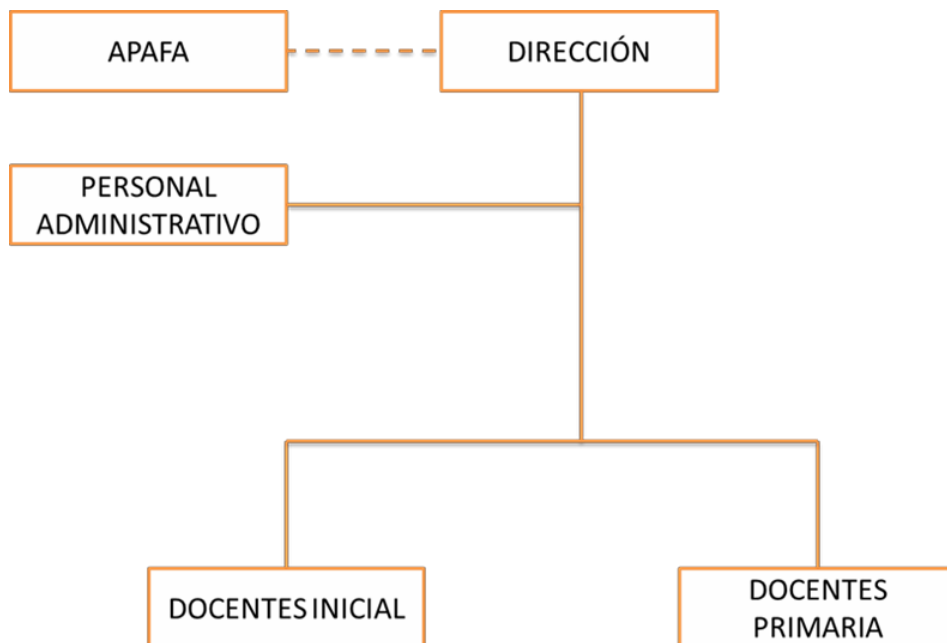 APAFA
DIRECCIÓN
PERSONAL
ADMINISTRATIVO
DOCENTES INICIAL
DOCENTES
PRIMARIA